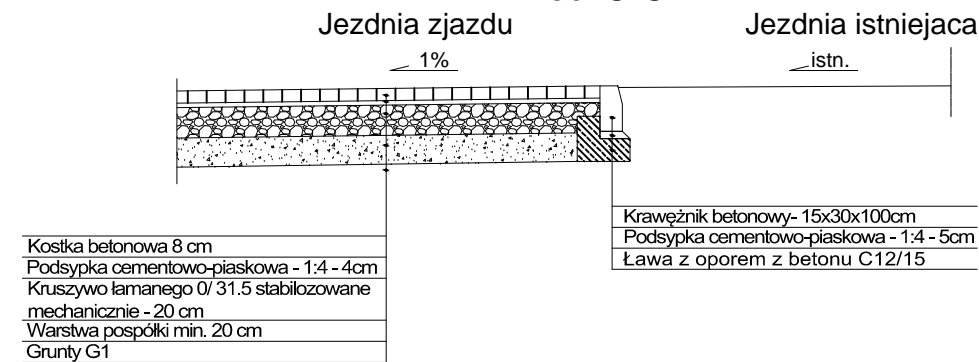 Jezdnia zjazdu
Jezdnia istniejaca
1%
istn.
Krawężnik betonowy- 15x30x100cm
Podsypka cementowo-piaskowa - 1:4 - 5cm
Ława z oporem z betonu C12/15
Kostka betonowa 8 cm
Podsypka cementowo-piaskowa - 1:4 - 4cm
Kruszywo łamanego 0/ 31.5 stabilozowane
mechanicznie - 20 cm
Warstwa pospółki min. 20 cm
Grunty G1